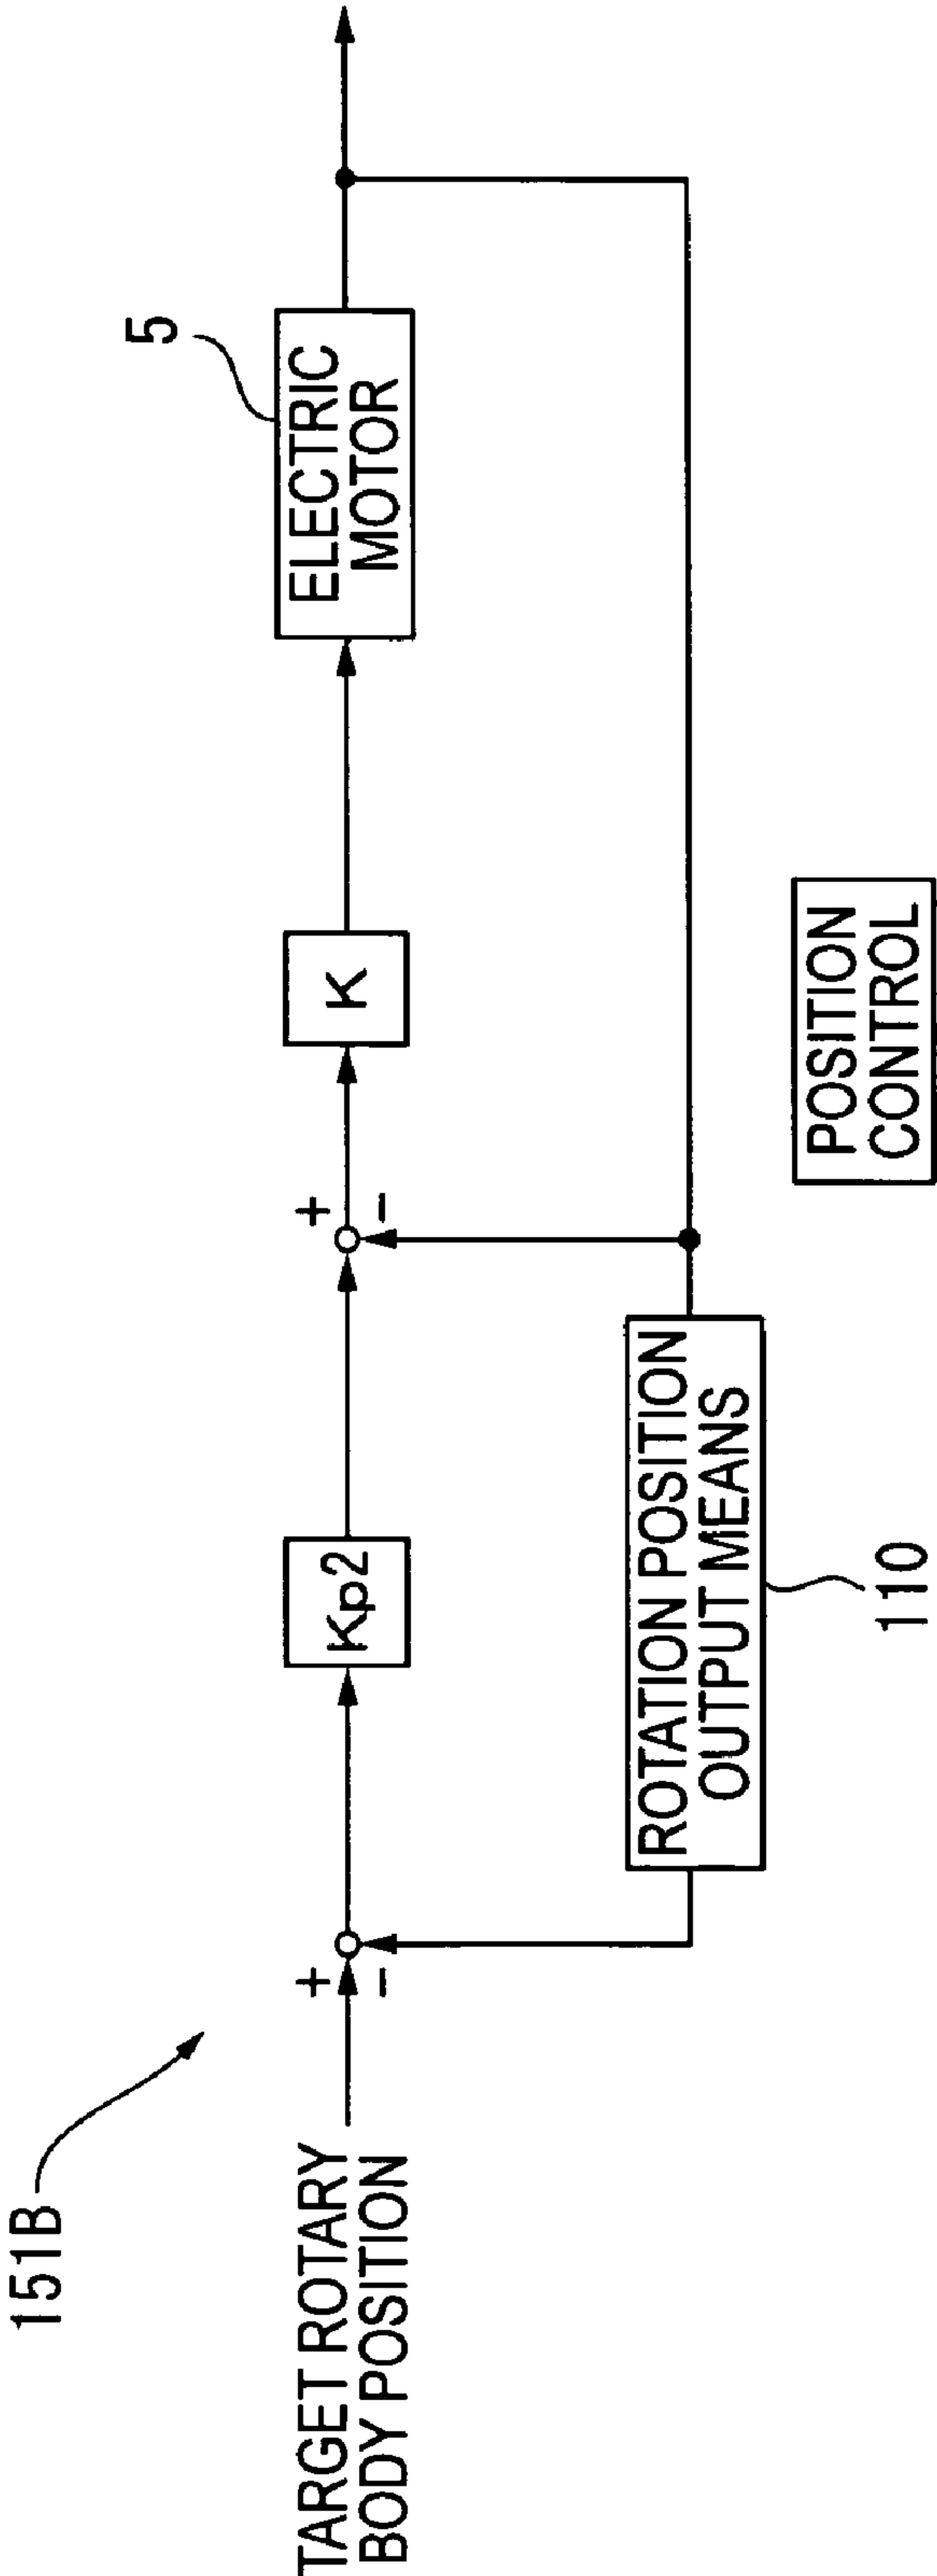 151B
TARGET ROTARY
BODY POSITION
+
-
Kp2
+
-
K
ELECTRIC
MOTOR
5
ROTATION POSITION
OUTPUT MEANS
110
POSITION
CONTROL